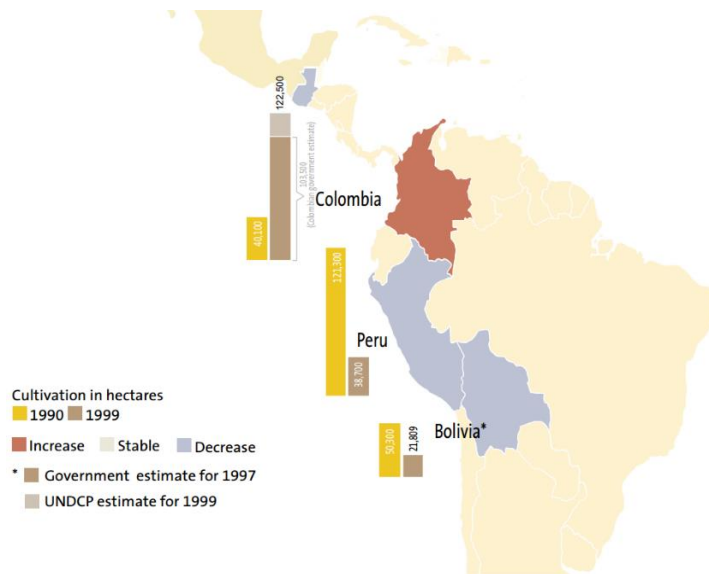 122,500
103,500
(Colombian government estimate)
40,100
Colombia
121,300
Peru
38,700
Cultivation in hectares
1990 1999
50,300
21,809
Bolivia*
Increase Stable Decrease
* Government estimate for 1997
UNDCP estimate for 1999